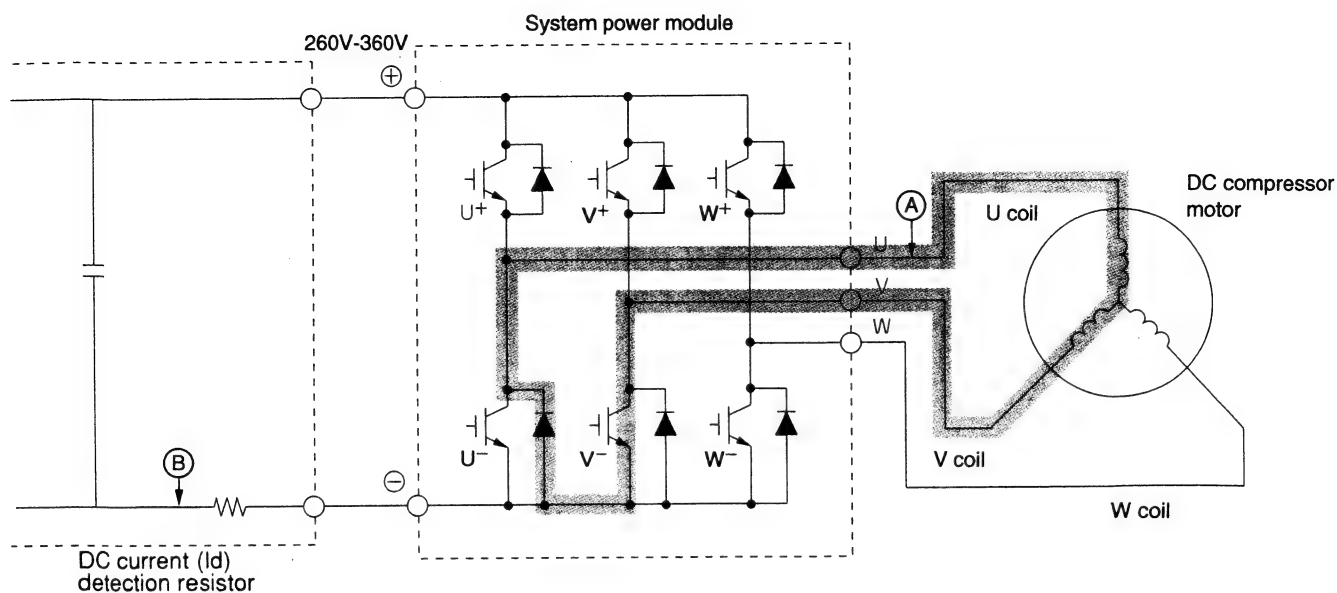 System power module
260V-360V
⊕
U+
V+
W+
A
U
U coil
DC compressor
motor
V
W
U−
V−
W−
V coil
W coil
B
⊖
DC current (Id)
detection resistor